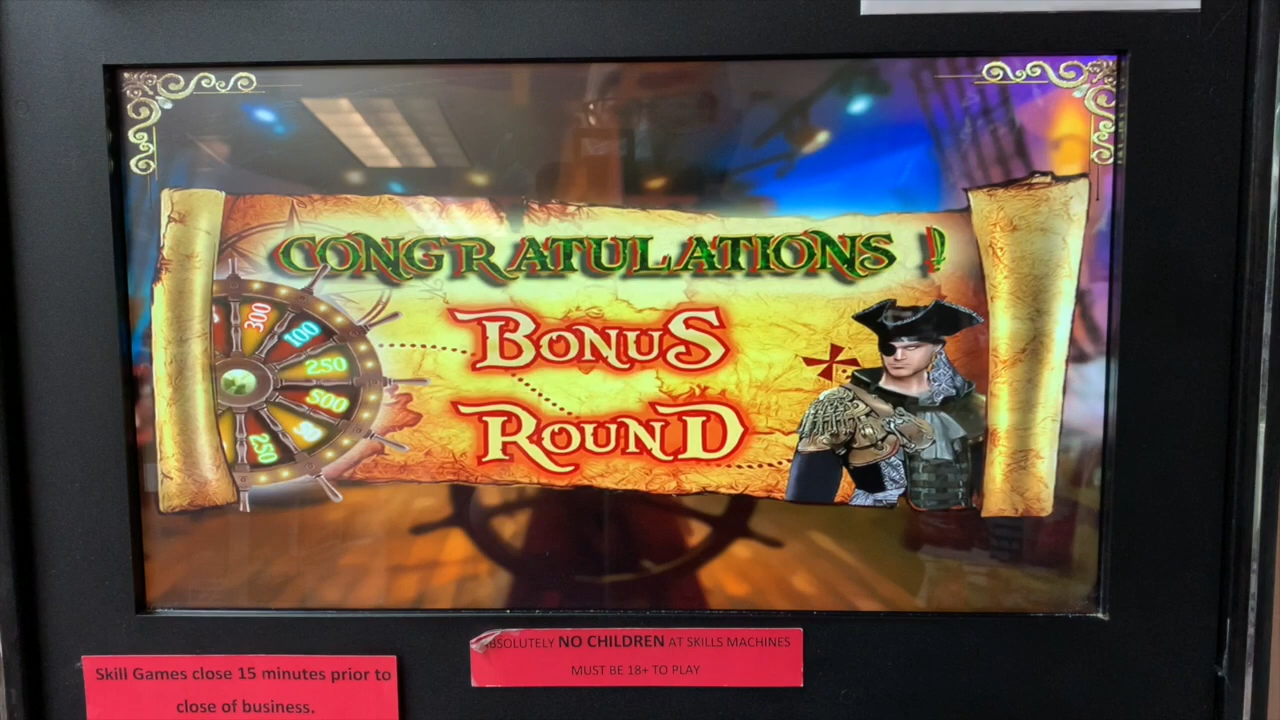 CONGRATULATIONS !
BONUS
ROUND
300
100
250
500
250
ABSOLUTELY NO CHILDREN AT SKILLS MACHINES
MUST BE 18+ TO PLAY
Skill Games close 15 minutes prior to
close of business.